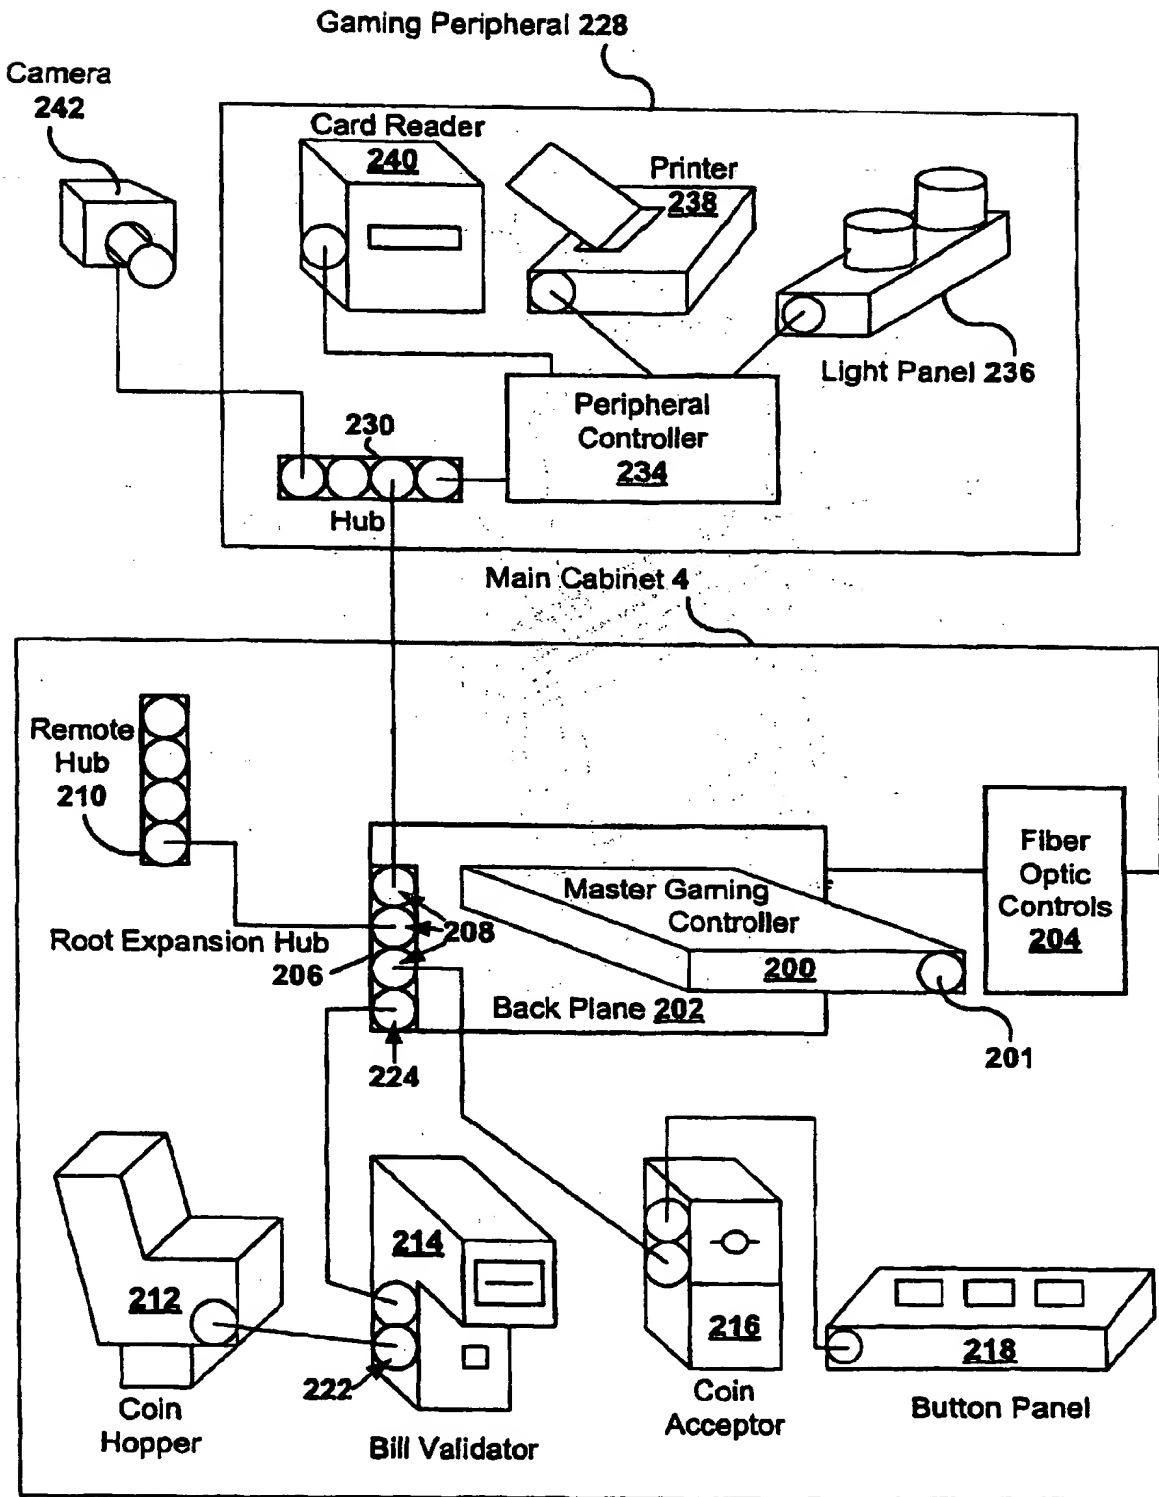 Gaming Peripheral 228
Camera
242
Card Reader
240
Printer
238
Light Panel 236
Peripheral
Controller
234
230
Hub
Main Cabinet 4
Remote
Hub
210
Fiber
Optic
Controls
204
Master Gaming
Controller
200
208
Root Expansion Hub
206
Back Plane 202
201
224
214
212
216
218
222
Coin
Hopper
Bill Validator
Coin
Acceptor
Button Panel